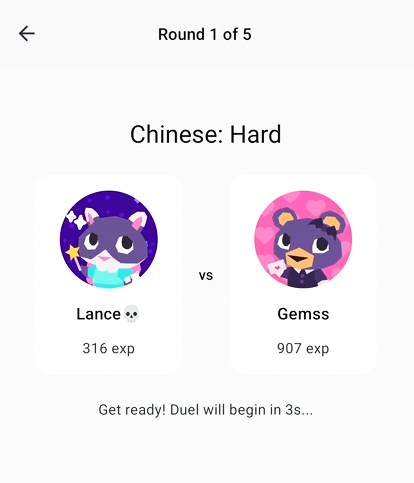 Round 1 of 5
Chinese: Hard
vs
Lance💀
Gemss
316 exp
907 exp
Get ready! Duel will begin in 3s...